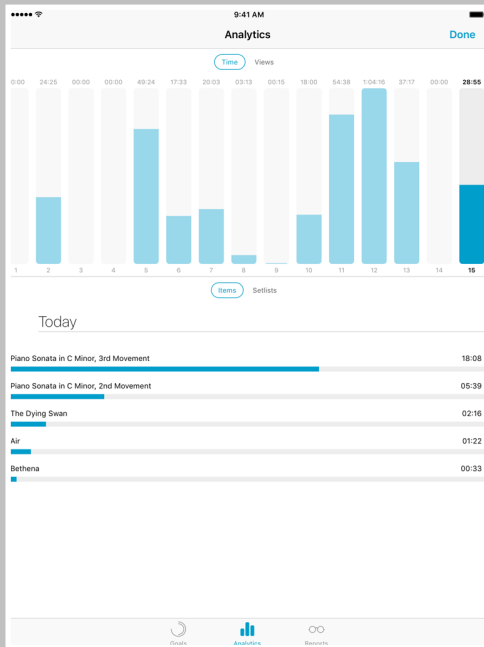 9:41 AM
Analytics
Done
Time Views
0:00 24:25 00:00 00:00 49:24 17:33 20:03 03:13 00:15 18:08 54:38 1:04:16 37:17 00:00 28:55
1 2 3 4 5 6 7 8 9 10 11 12 13 14 15
Items Setlists
Today
Piano Sonata in C Minor, 3rd Movement 18:08
Piano Sonata in C Minor, 2nd Movement 05:39
The Dying Swan 02:16
Air 01:22
Bethena 00:33
Goals Analytics Reports